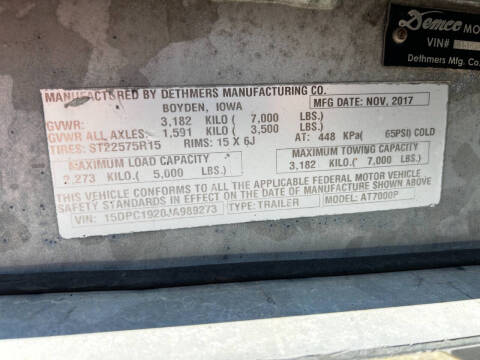 Demco MO
VIN#
Dethmers Mfg. Co.
MANUFACTURED BY DETHMERS MANUFACTURING CO.
BOYDEN, IOWA
MFG DATE: NOV, 2017
GVWR: 3,182 KILO ( 7,000 LBS.)
GVWR ALL AXLES: 1,591 KILO ( 3,500 LBS.)
TIRES: ST22575R15 RIMS: 15 X 6J AT: 448 KPa( 65PSI) COLD
MAXIMUM LOAD CAPACITY
2,273 KILO ( 5,000 LBS.)
MAXIMUM TOWING CAPACITY
3,182 KILO ( 7,000 LBS.)
THIS VEHICLE CONFORMS TO ALL APPLICABLE FEDERAL MOTOR VEHICLE
SAFETY STANDARDS IN EFFECT ON THE DATE OF MANUFACTURE SHOWN ABOVE
VIN: 15DPC1920JA989273 TYPE: TRAILER MODEL: AT7000P